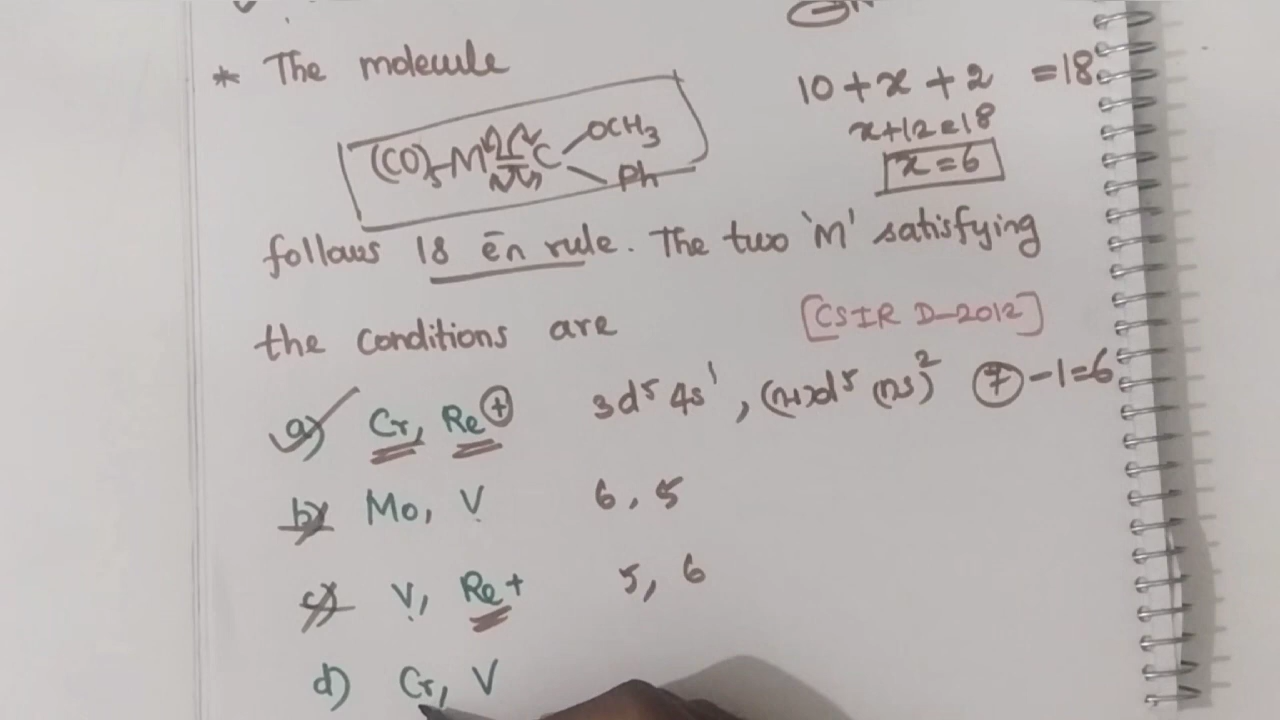 * The molecule
10 + x + 2 = 18
(CO)5-M=C OCH3
Ph
x+12=18
x = 6
follows 18 ēn rule. The two 'M' satisfying
the conditions are [CSIR D-2012]
a) Cr, Re+ 3d5 4s1, (n-1)d5 (ns)2 7 -1=6
b) Mo, V 6, 5
c) V, Re+ 5, 6
d) Cr, V